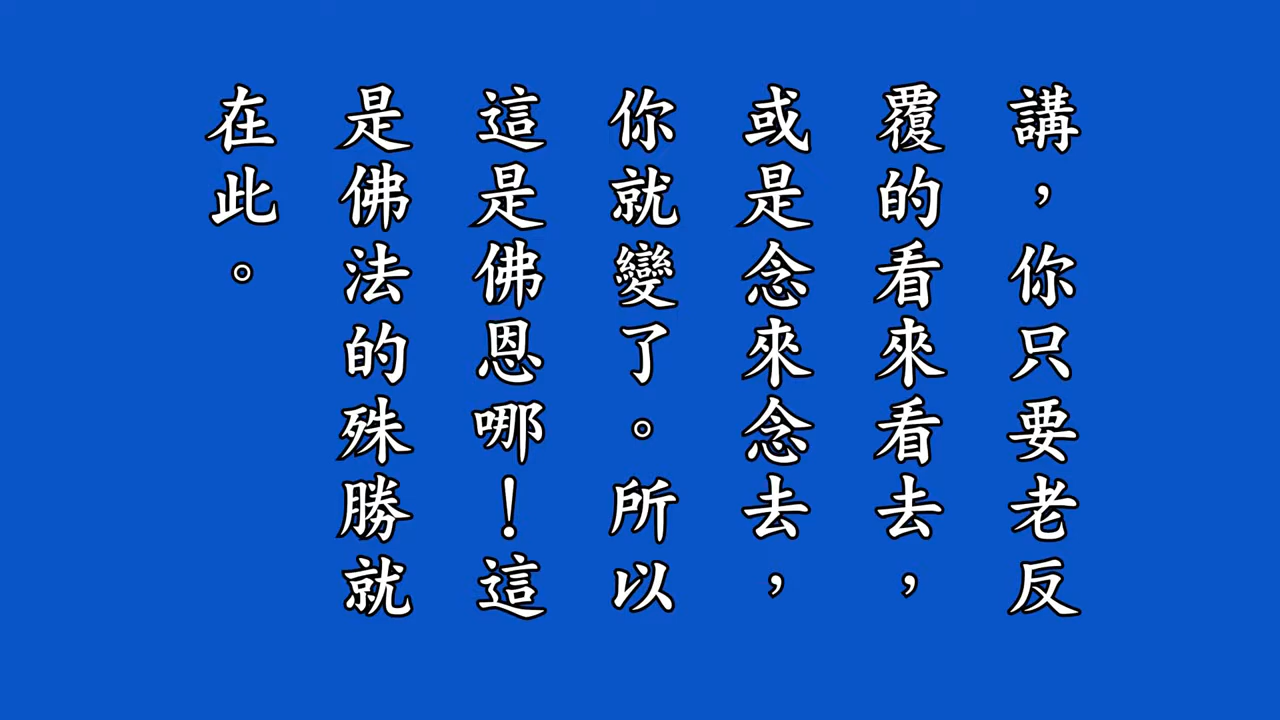 講，你只要老反
覆的看來看去，
或是念來念去，
你就變了。所以
這是佛恩哪！這
是佛法的殊勝就
在此。